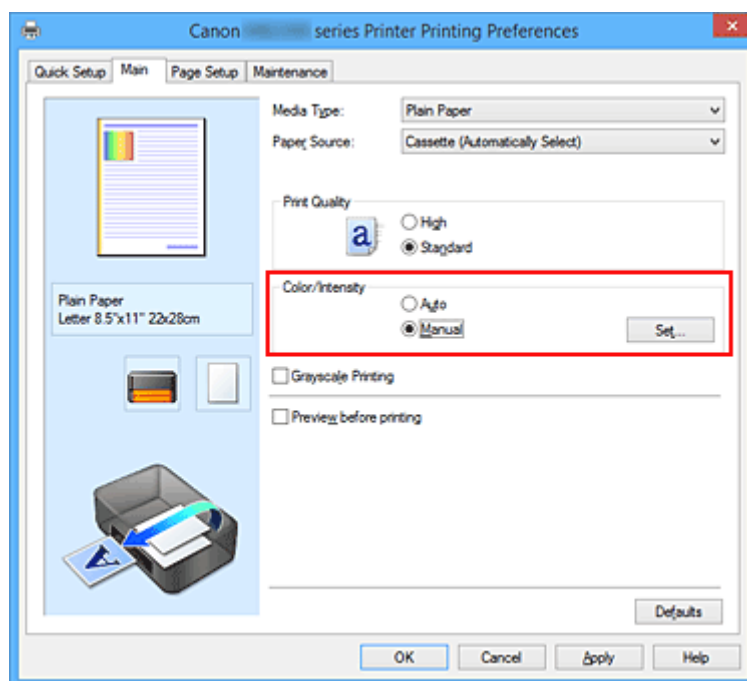 Canon series Printer Printing Preferences
Quick Setup Main Page Setup Maintenance
Media Type: Plain Paper
Paper Source: Cassette (Automatically Select)
Print Quality
a
High
Standard
Color/Intensity
Auto
Manual
Set...
Plain Paper
Letter 8.5"x11" 22x28cm
Grayscale Printing
Preview before printing
A
Defaults
OK Cancel Apply Help